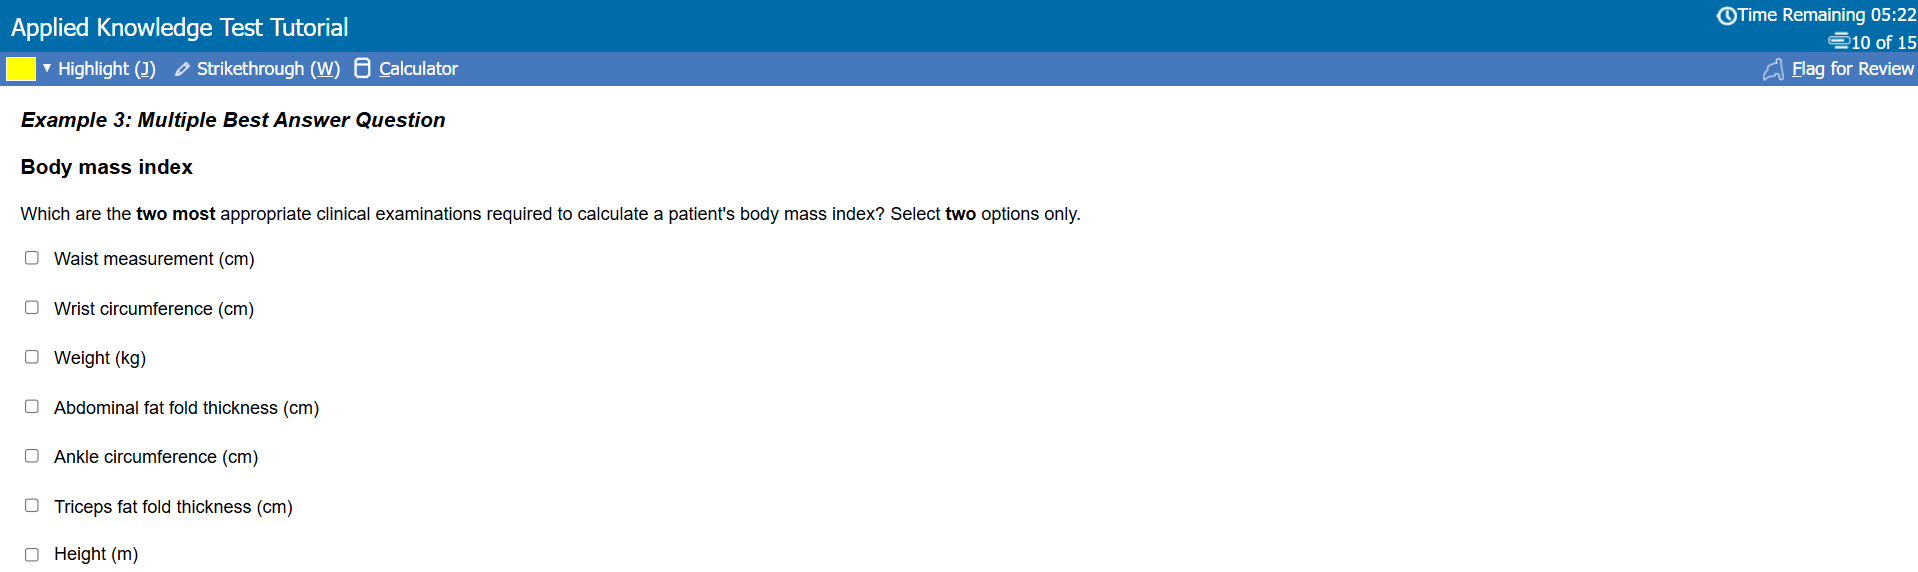 Applied Knowledge Test Tutorial
Time Remaining 05:22
10 of 15
Highlight (J) Strikethrough (W) Calculator
Flag for Review
Example 3: Multiple Best Answer Question
Body mass index
Which are the two most appropriate clinical examinations required to calculate a patient's body mass index? Select two options only.
Waist measurement (cm)
Wrist circumference (cm)
Weight (kg)
Abdominal fat fold thickness (cm)
Ankle circumference (cm)
Triceps fat fold thickness (cm)
Height (m)